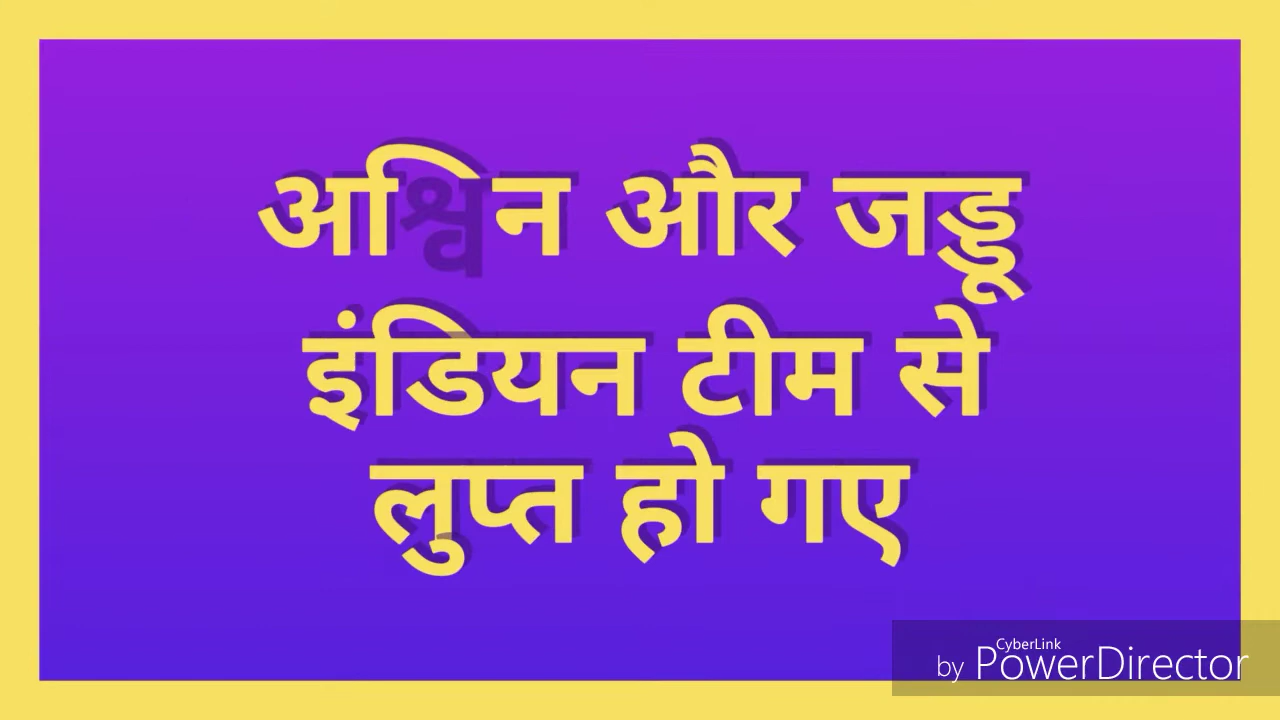 अश्विन और जड्डू
इंडियन टीम से
लुप्त हो गए
CyberLink
by PowerDirector